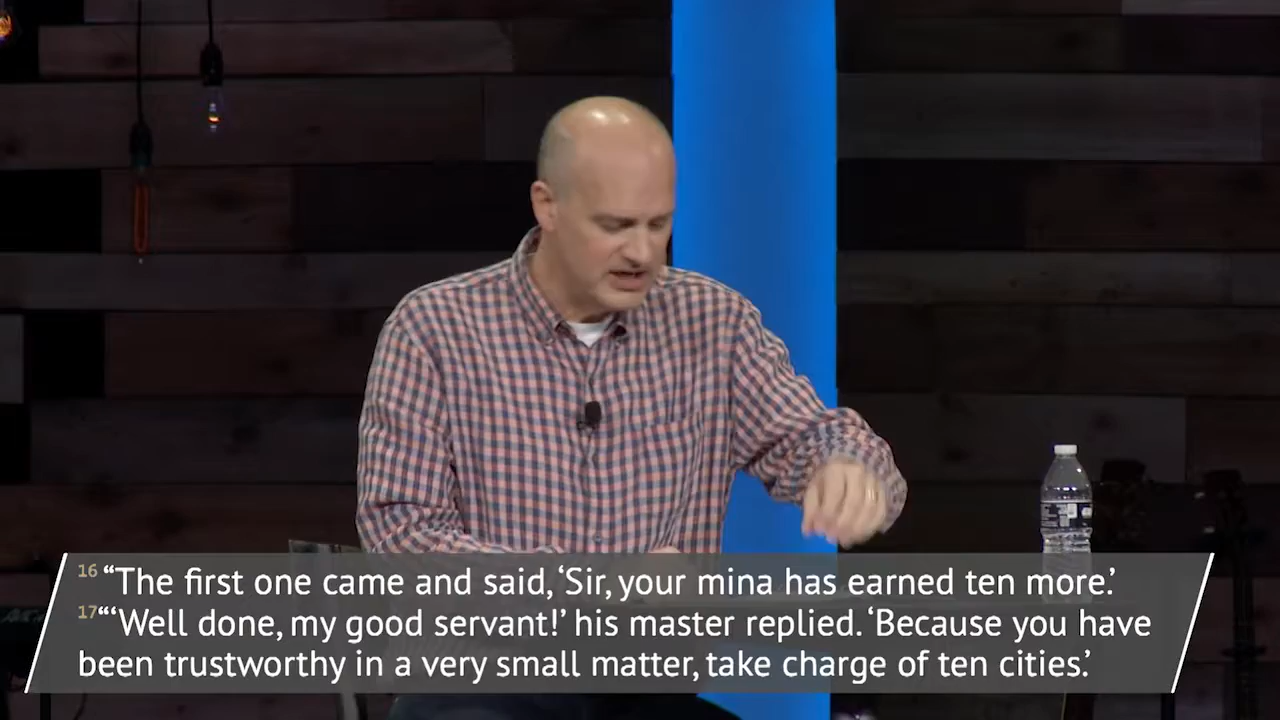 16 “The first one came and said, ‘Sir, your mina has earned ten more.’
17 “‘Well done, my good servant!’ his master replied. ‘Because you have
been trustworthy in a very small matter, take charge of ten cities.’